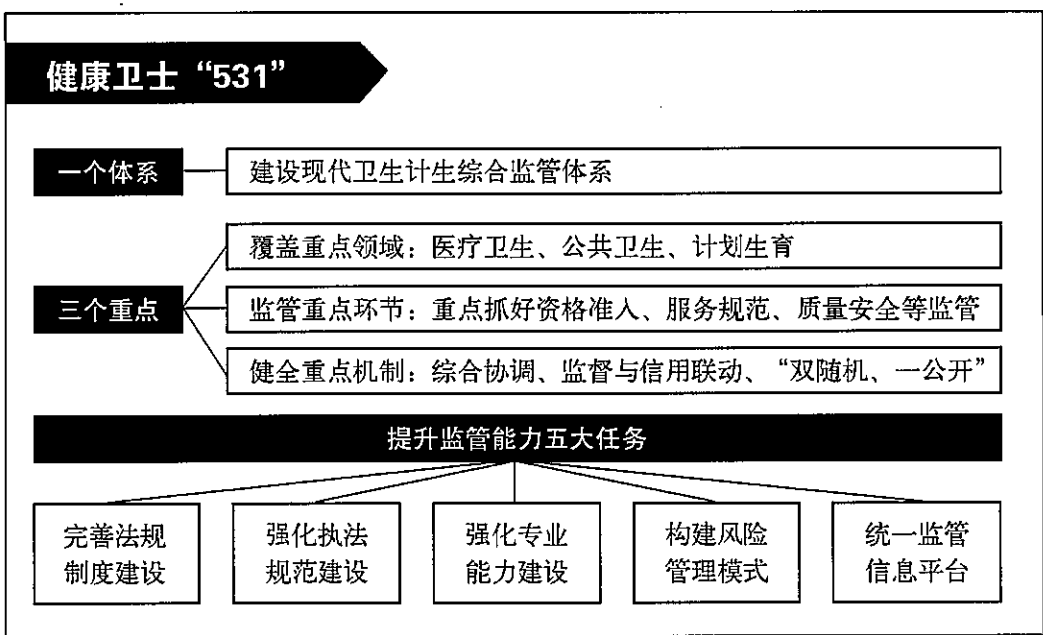 健康卫士“531”
一个体系
建设现代卫生计生综合监管体系
三个重点
覆盖重点领域：医疗卫生、公共卫生、计划生育
监管重点环节：重点抓好资格准入、服务规范、质量安全等监管
健全重点机制：综合协调、监督与信用联动、“双随机、一公开”
提升监管能力五大任务
完善法规
制度建设
强化执法
规范建设
强化专业
能力建设
构建风险
管理模式
统一监管
信息平台